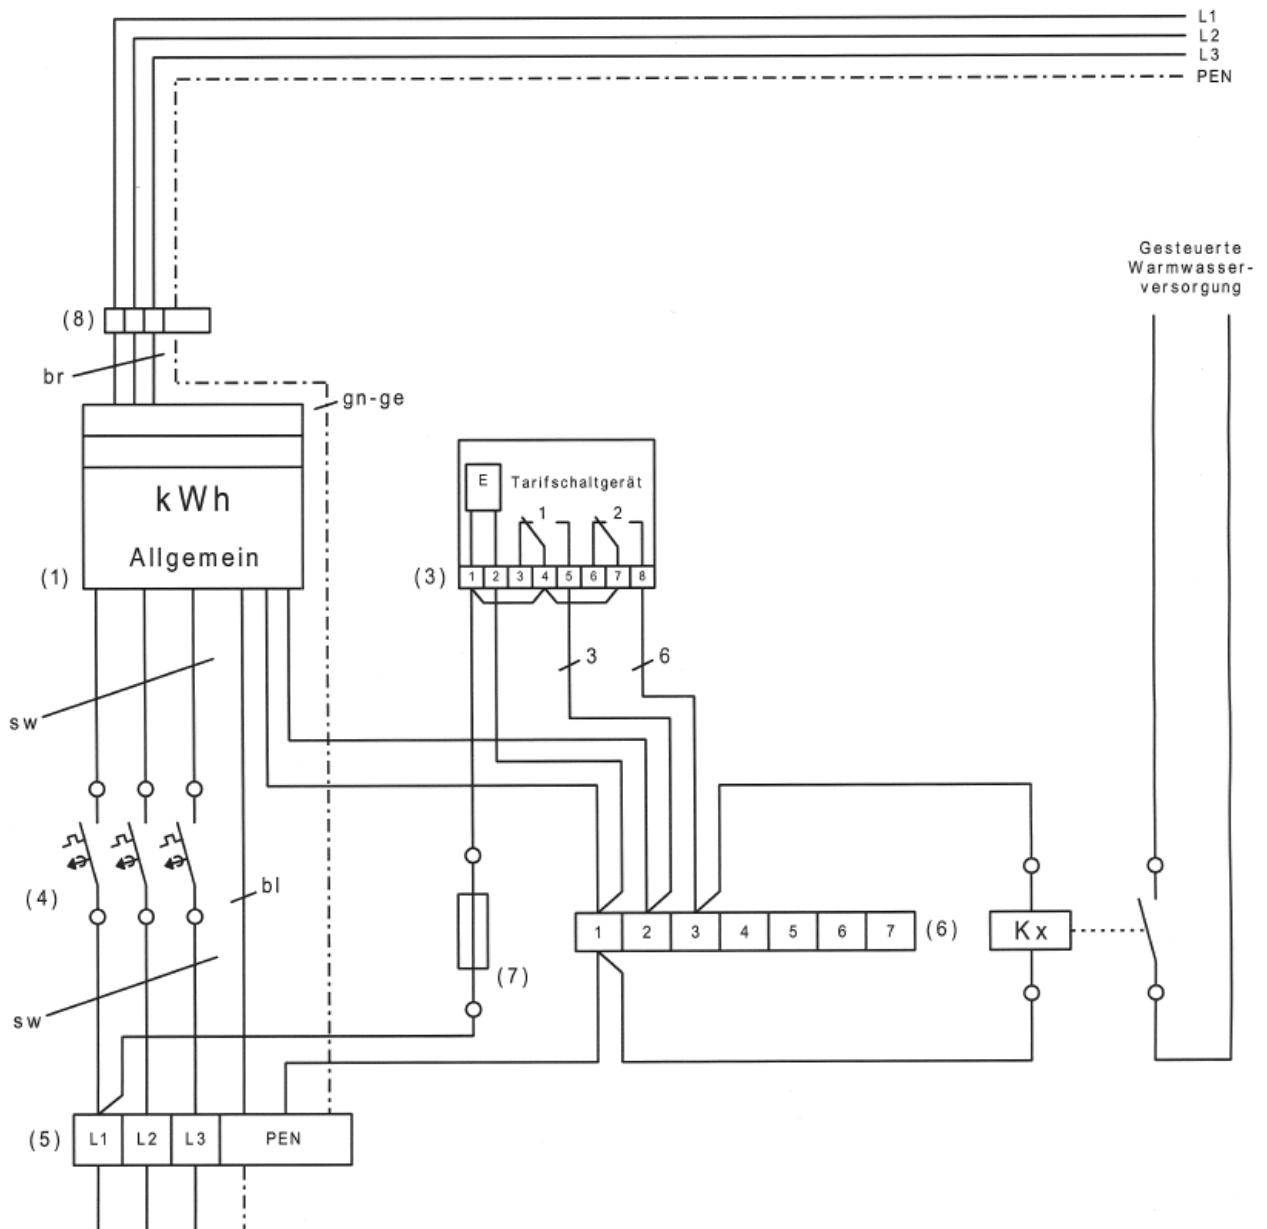 L1
L2
L3
PEN
Gesteuerte
Warmwasser-
versorgung
(8)
br
gn-ge
kWh
Allgemein
(1)
E
Tarifschaltgerät
1
2
(3)
1 2 3 4 5 6 7 8
3
6
sw
(4)
bl
1 2 3 4 5 6 7
(6)
Kx
(7)
sw
(5)
L1 L2 L3 PEN